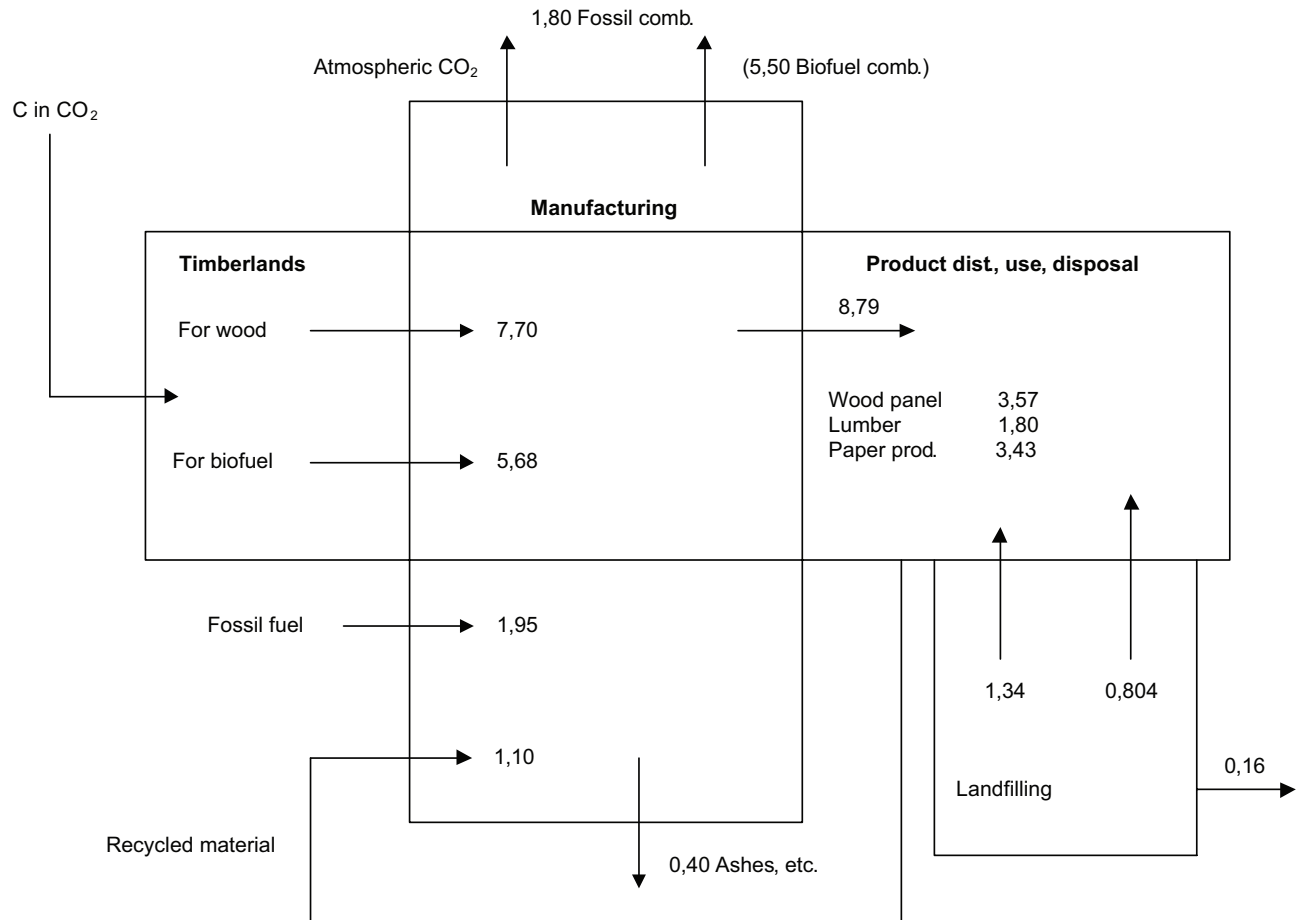 1,80 Fossil comb.
Atmospheric CO₂
(5,50 Biofuel comb.)
C in CO₂
Manufacturing
Timberlands
Product dist., use, disposal
For wood
7,70
8,79
Wood panel 3,57
Lumber 1,80
Paper prod. 3,43
For biofuel
5,68
Fossil fuel
1,95
1,34
0,804
1,10
0,16
Landfilling
Recycled material
0,40 Ashes, etc.